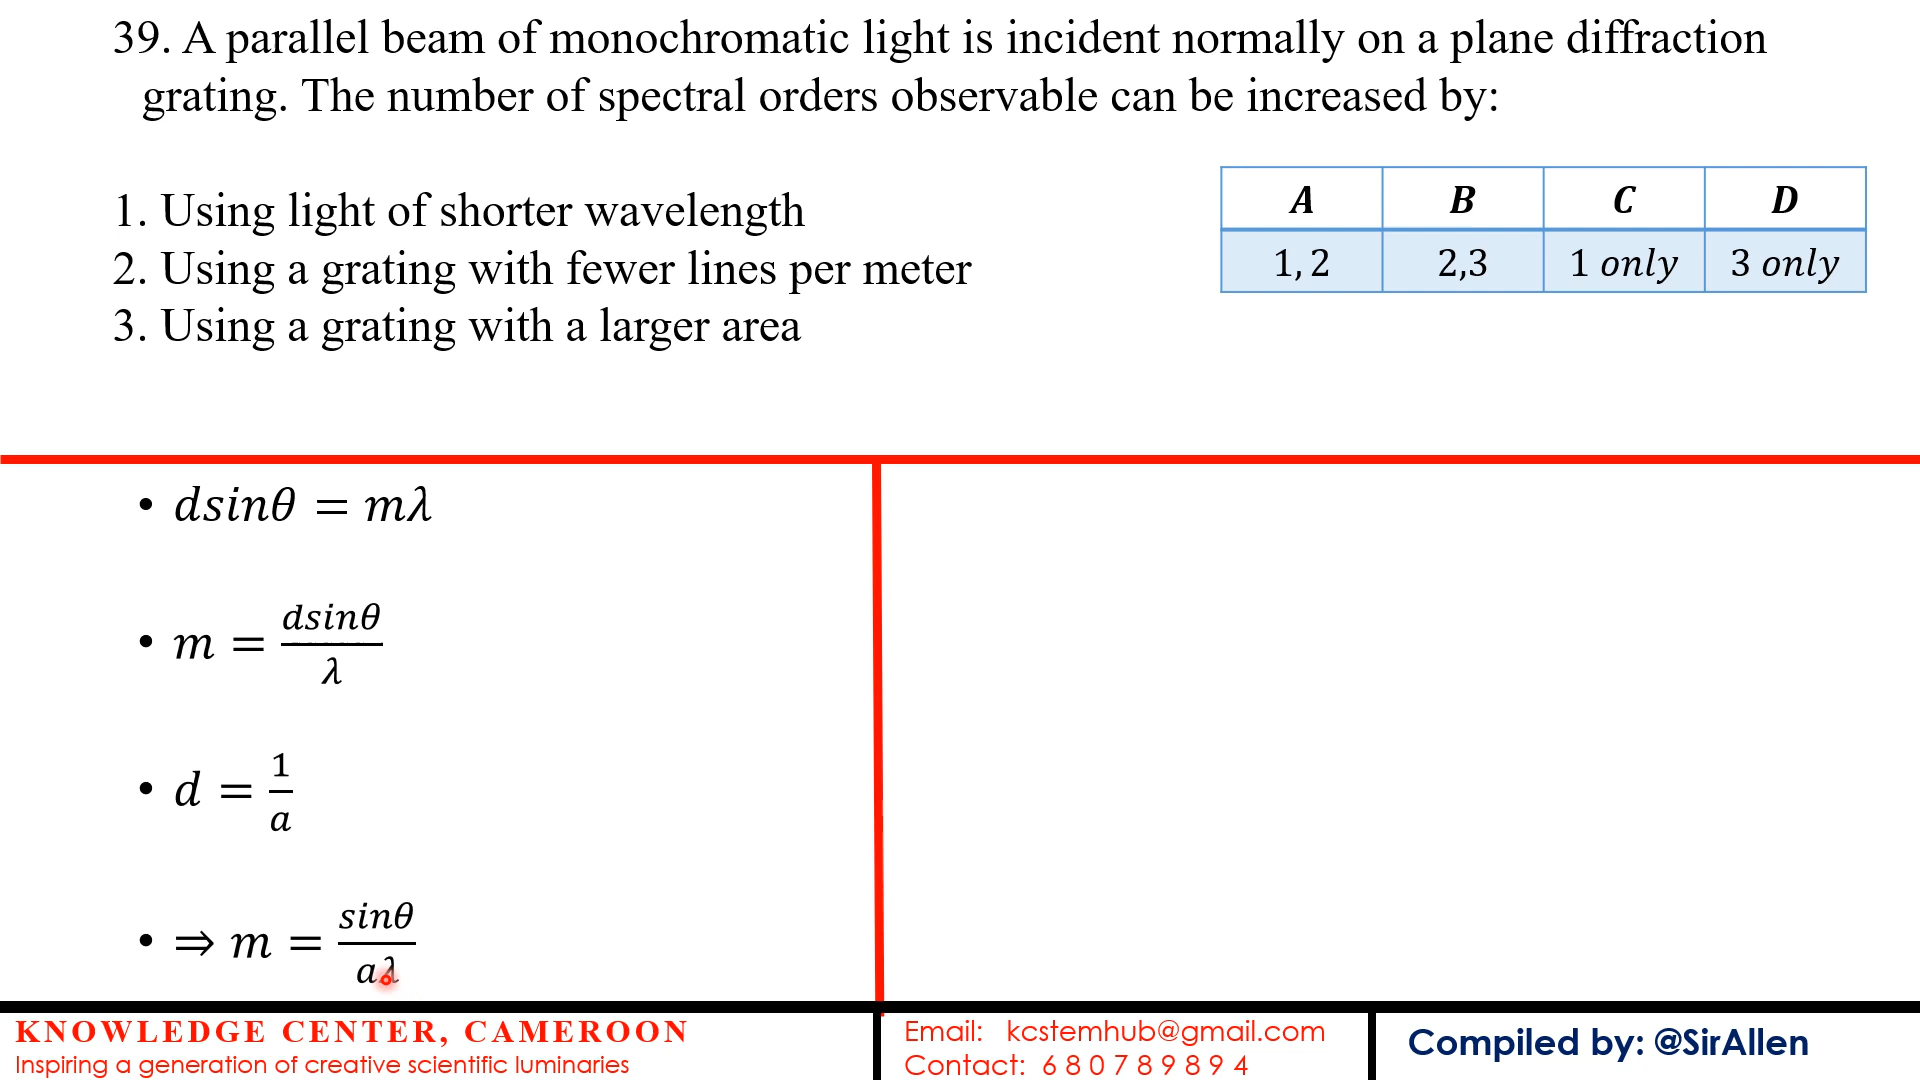 39. A parallel beam of monochromatic light is incident normally on a plane diffraction
grating. The number of spectral orders observable can be increased by:
1. Using light of shorter wavelength
2. Using a grating with fewer lines per meter
3. Using a grating with a larger area
A B C D
1, 2 2,3 1 only 3 only
• dsinθ = mλ
• m = dsinθ/λ
• d = 1/a
• ⇒ m = sinθ/aλ
KNOWLEDGE CENTER, CAMEROON
Inspiring a generation of creative scientific luminaries
Email: kcstemhub@gmail.com
Contact: 6 8 0 7 8 9 8 9 4
Compiled by: @SirAllen